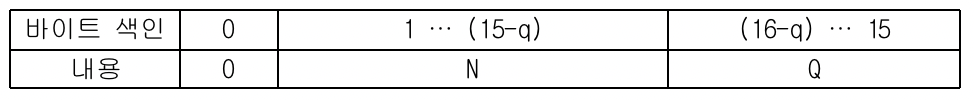 바이트 색인 0 1 … (15-q) (16-q) … 15
내용 0 N Q